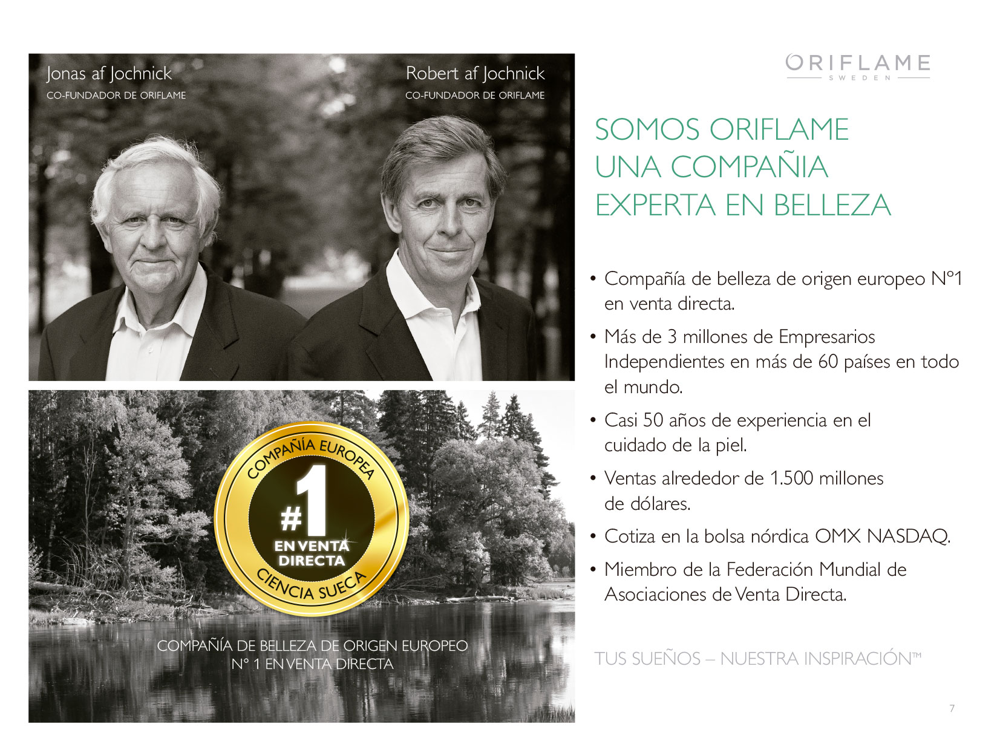 Jonas af Jochnick
CO-FUNDADOR DE ORIFLAME
Robert af Jochnick
CO-FUNDADOR DE ORIFLAME
COMPAÑÍA EUROPEA
#1
EN VENTA
DIRECTA
CIENCIA SUECA
COMPAÑÍA DE BELLEZA DE ORIGEN EUROPEO
N° 1 EN VENTA DIRECTA
ORIFLAME
SWEDEN
SOMOS ORIFLAME
UNA COMPAÑIA
EXPERTA EN BELLEZA
• Compañía de belleza de origen europeo Nº1
en venta directa.
• Más de 3 millones de Empresarios
Independientes en más de 60 países en todo
el mundo.
• Casi 50 años de experiencia en el
cuidado de la piel.
• Ventas alrededor de 1.500 millones
de dólares.
• Cotiza en la bolsa nórdica OMX NASDAQ.
• Miembro de la Federación Mundial de
Asociaciones de Venta Directa.
TUS SUEÑOS – NUESTRA INSPIRACIÓN™
7